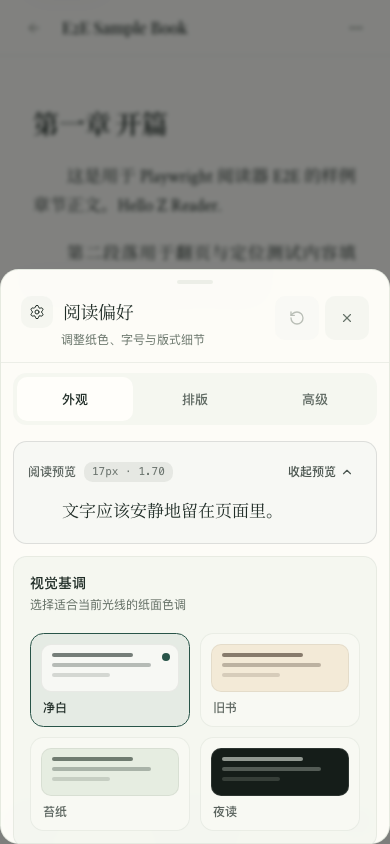 E2E Sample Book
第一章 开篇
这是用于 Playwright 阅读器 E2E 的样例
章节正文。Hello Z Reader.
第二段落用于翻页与定位测试内容填
阅读偏好
调整纸色、字号与版式细节
外观
排版
高级
阅读预览
17px · 1.70
收起预览
文字应该安静地留在页面里。
视觉基调
选择适合当前光线的纸面色调
净白
旧书
苔纸
夜读